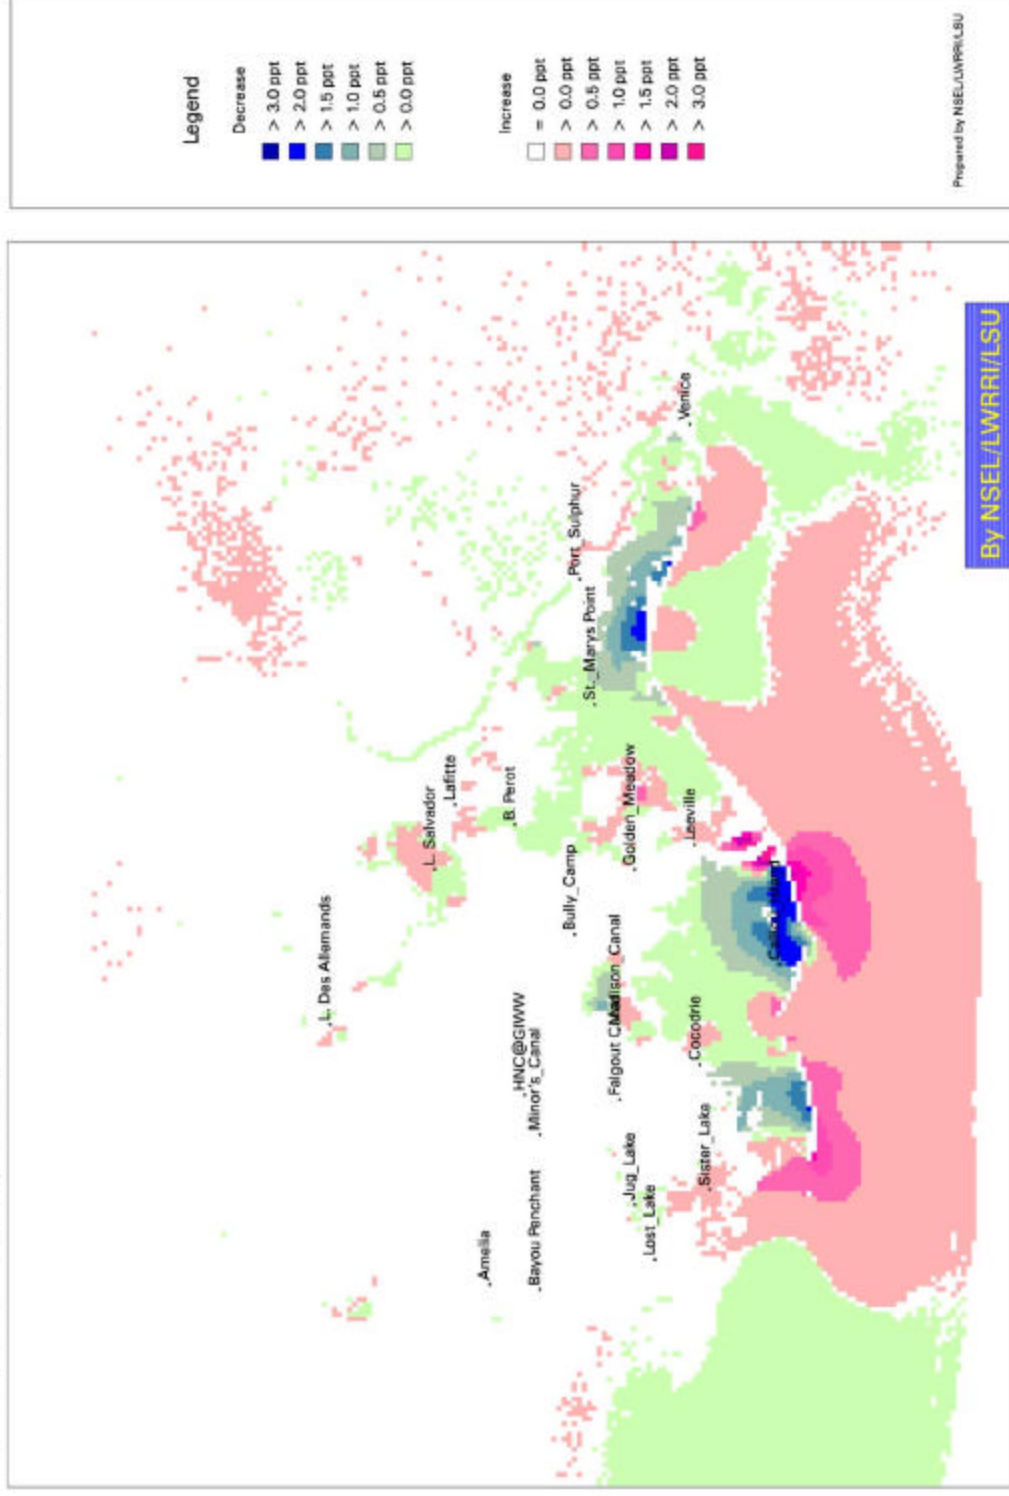 L. Des Allemands
L. Salvador
Lafitte
Amelia
B. Perot
HNC@GIWW
Minor's_Canal
Bayou Penchant
Bully_Camp
Port_Sulphur
St._Marys Point
Falgout
Madison_Canal
Golden_Meadow
Jug_Lake
Lost_Lake
Venice
Leeville
Cocodrie
Sister_Lake
By NSEL/LWRRI/LSU
Legend
Decrease
> 3.0 ppt
> 2.0 ppt
> 1.5 ppt
> 1.0 ppt
> 0.5 ppt
> 0.0 ppt
Increase
= 0.0 ppt
> 0.0 ppt
> 0.5 ppt
> 1.0 ppt
> 1.5 ppt
> 2.0 ppt
> 3.0 ppt
Prepared by NSEL/LWRRI/LSU